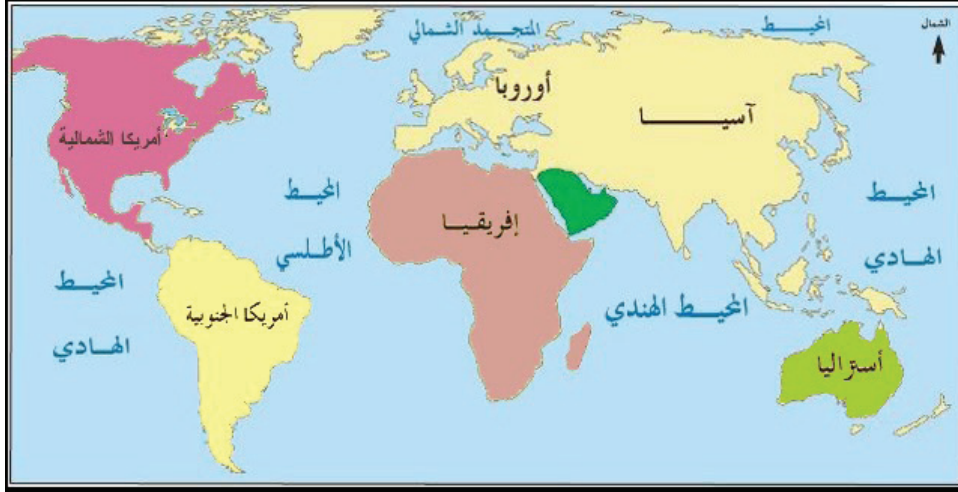 المحيط
المتجمد الشمالي
الشمال
أوروبا
آسيا
أمريكا الشمالية
المحيط
الأطلسي
إفريقيا
المحيط
الهادي
المحيط
الهادي
أمريكا الجنوبية
المحيط الهندي
أستراليا